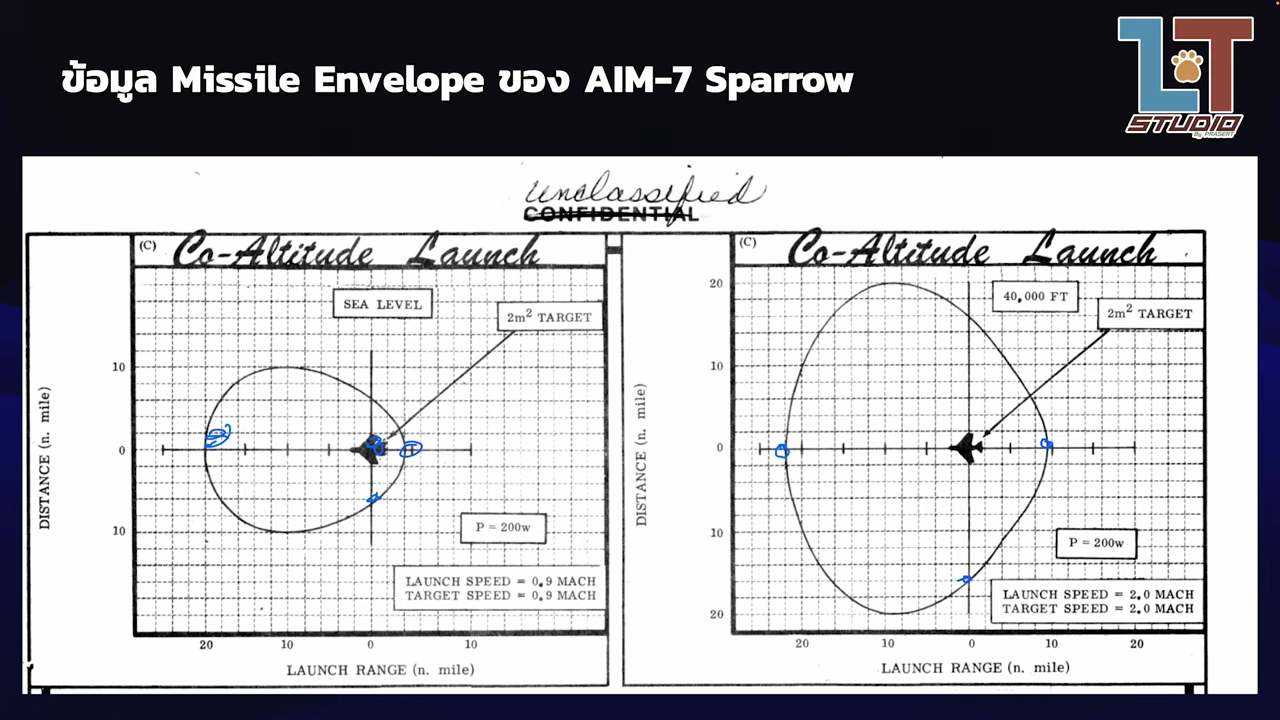 ข้อมูล Missile Envelope ของ AIM-7 Sparrow
LT
STUDIO
By PRASERT
unclassified
CONFIDENTIAL
(C)
Co-Altitude Launch
SEA LEVEL
2m² TARGET
10
0
10
DISTANCE (n. mile)
P = 200w
LAUNCH SPEED = 0.9 MACH
TARGET SPEED = 0.9 MACH
20 10 0 10
LAUNCH RANGE (n. mile)
(C)
Co-Altitude Launch
40,000 FT
2m² TARGET
20
10
0
10
20
DISTANCE (n. mile)
P = 200w
LAUNCH SPEED = 2.0 MACH
TARGET SPEED = 2.0 MACH
20 10 0 10 20
LAUNCH RANGE (n. mile)